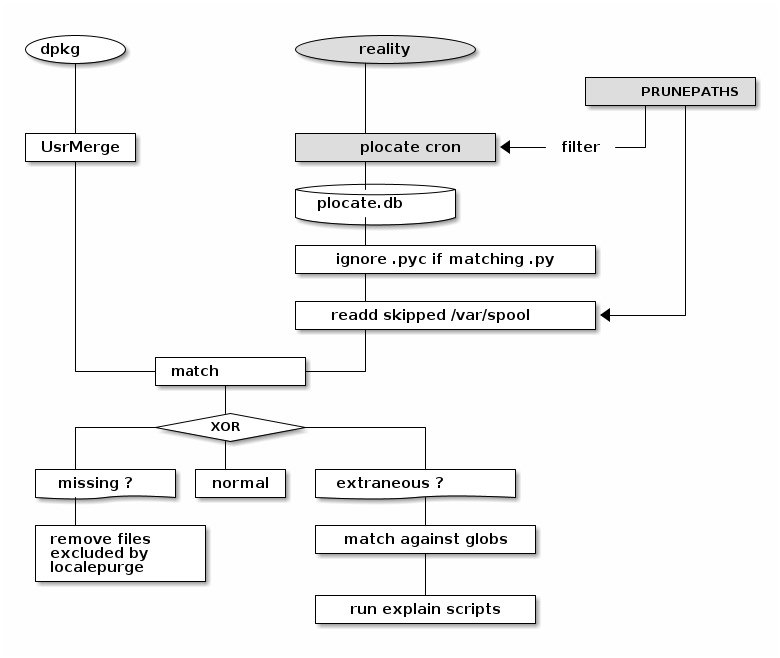 dpkg
reality
PRUNEPATHS
UsrMerge
plocate cron
filter
plocate.db
ignore .pyc if matching .py
readd skipped /var/spool
match
XOR
missing ?
normal
extraneous ?
remove files
excluded by
localepurge
match against globs
run explain scripts